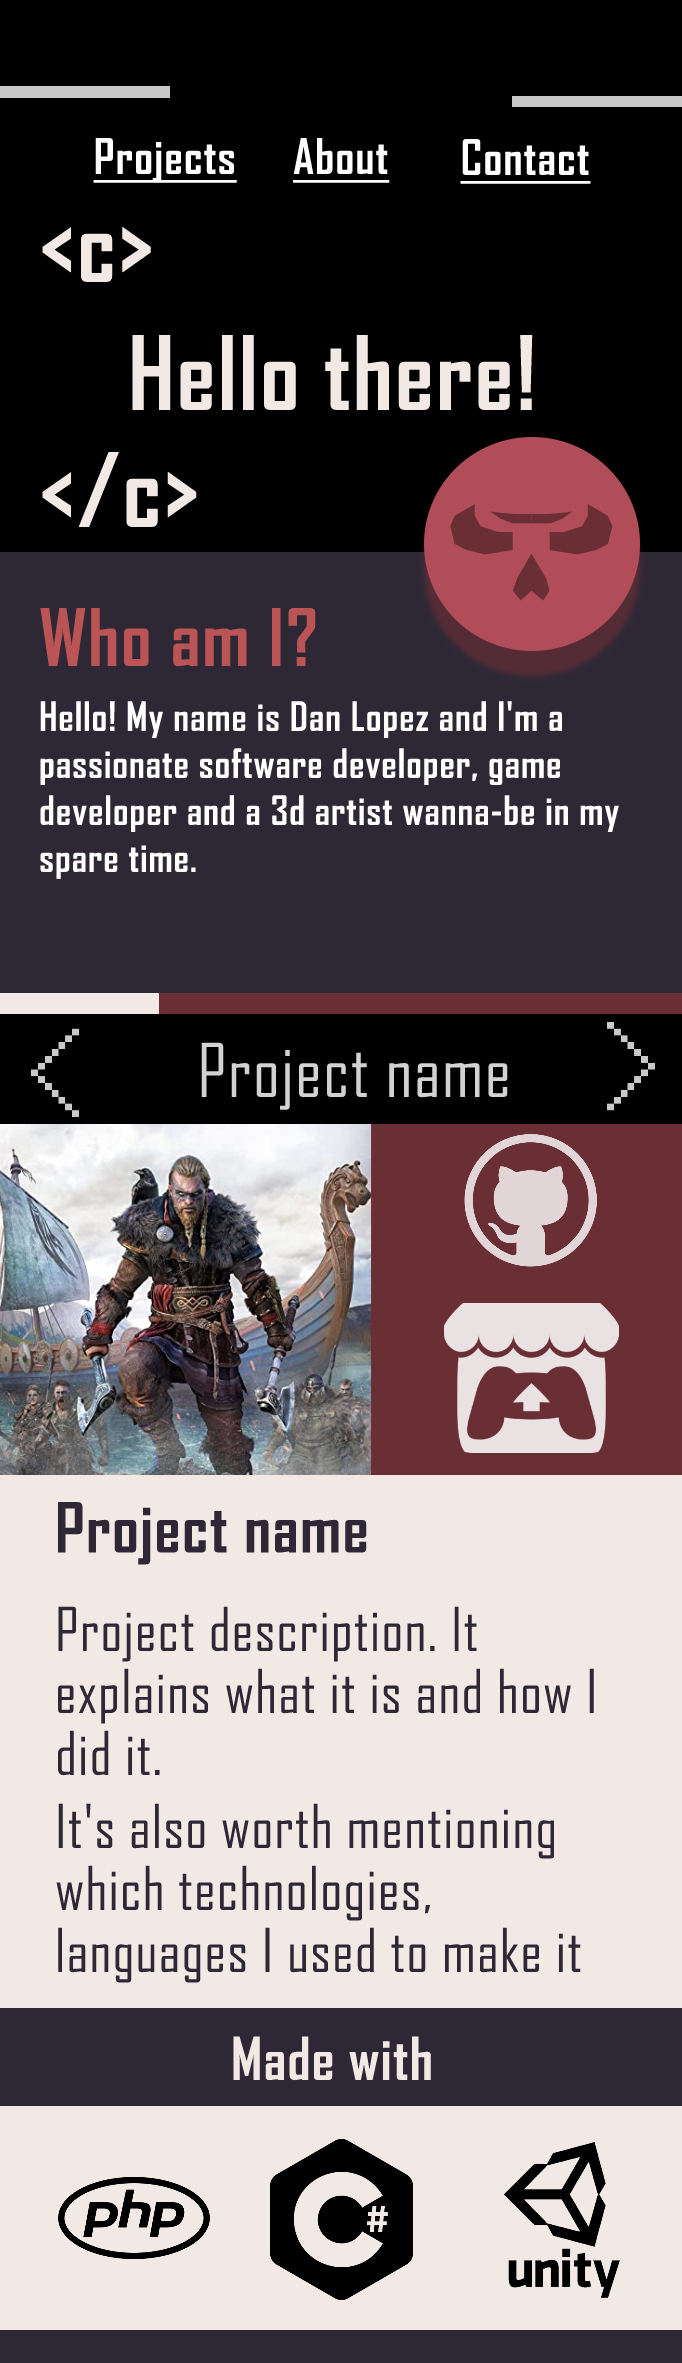 Projects About Contact
<c>
Hello there!
</c>
Who am I?
Hello! My name is Dan Lopez and I'm a
passionate software developer, game
developer and a 3d artist wanna-be in my
spare time.
Project name
Project name
Project description. It
explains what it is and how I
did it.
It's also worth mentioning
which technologies,
languages I used to make it
Made with
php C# unity